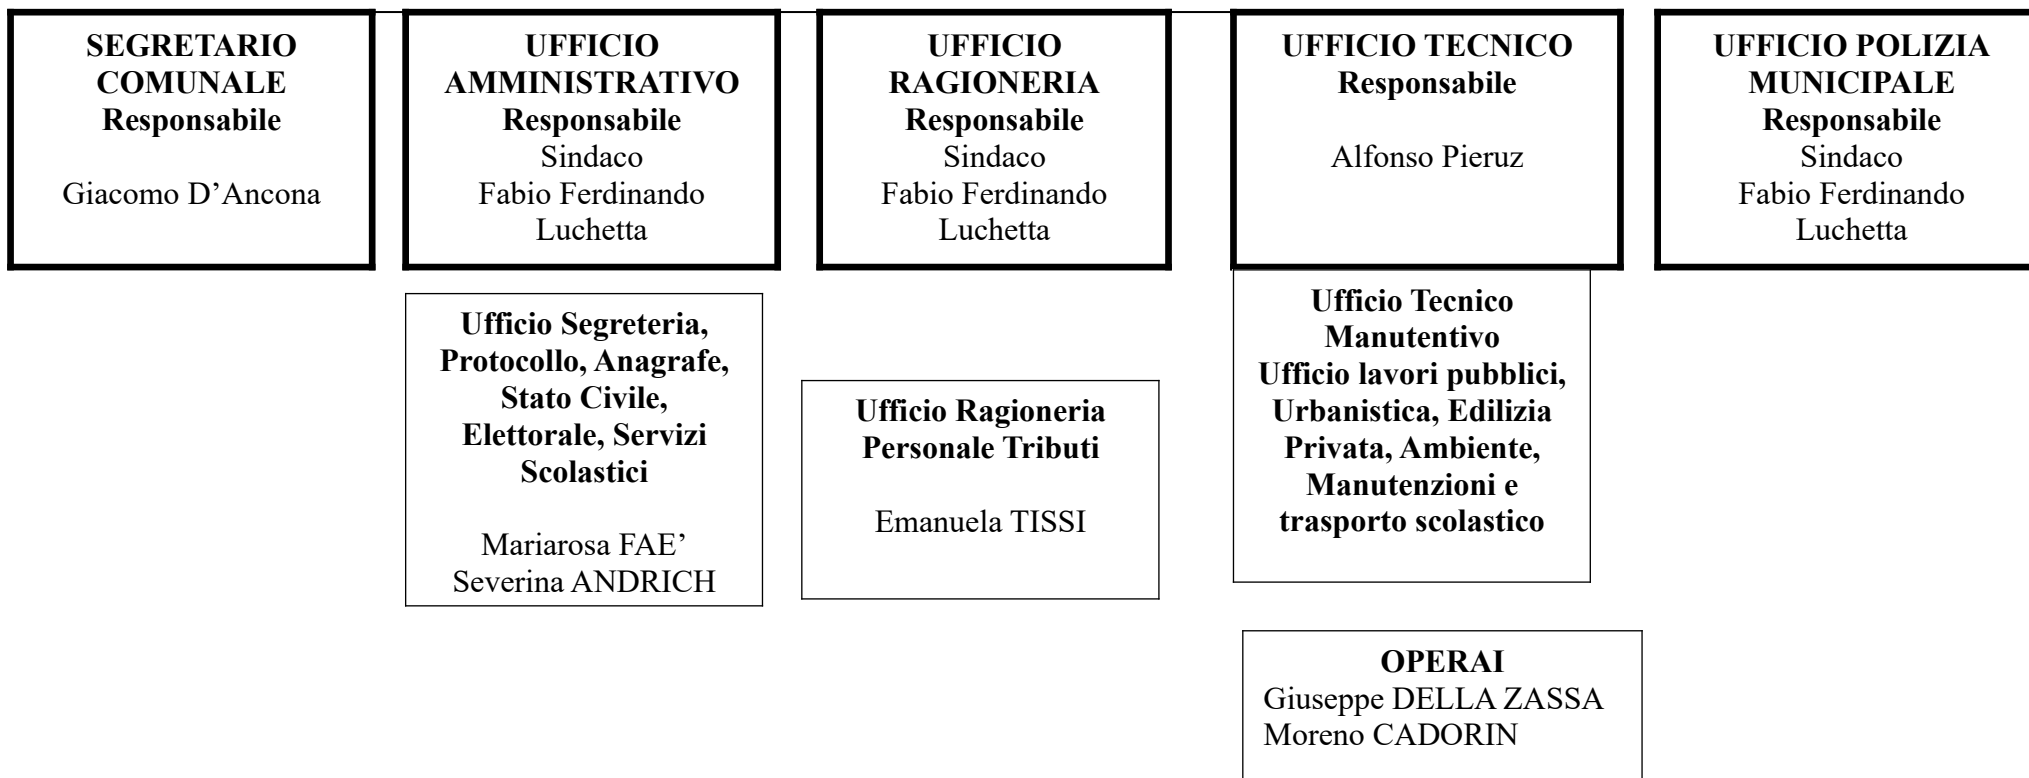 SEGRETARIO
COMUNALE
Responsabile
Giacomo D’Ancona
UFFICIO
AMMINISTRATIVO
Responsabile
Sindaco
Fabio Ferdinando
Luchetta
UFFICIO
RAGIONERIA
Responsabile
Sindaco
Fabio Ferdinando
Luchetta
UFFICIO TECNICO
Responsabile
Alfonso Pieruz
UFFICIO POLIZIA
MUNICIPALE
Responsabile
Sindaco
Fabio Ferdinando
Luchetta
Ufficio Segreteria,
Protocollo, Anagrafe,
Stato Civile,
Elettorale, Servizi
Scolastici
Mariarosa FAE’
Severina ANDRICH
Ufficio Ragioneria
Personale Tributi
Emanuela TISSI
Ufficio Tecnico
Manutentivo
Ufficio lavori pubblici,
Urbanistica, Edilizia
Privata, Ambiente,
Manutenzioni e
trasporto scolastico
OPERAI
Giuseppe DELLA ZASSA
Moreno CADORIN